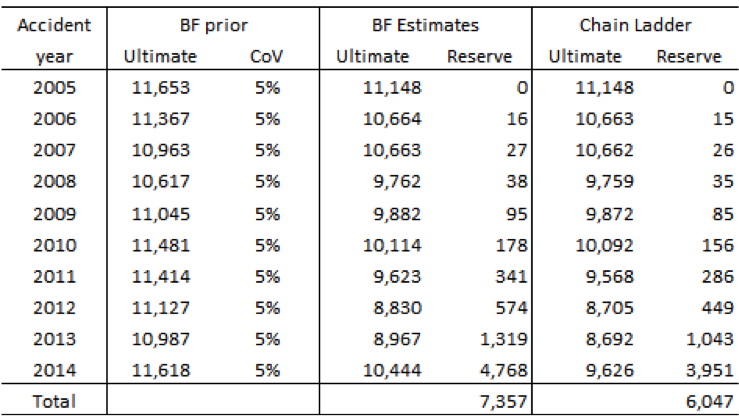 Accident BF prior BF Estimates Chain Ladder
year Ultimate CoV Ultimate Reserve Ultimate Reserve
2005 11,653 5% 11,148 0 11,148 0
2006 11,367 5% 10,664 16 10,663 15
2007 10,963 5% 10,663 27 10,662 26
2008 10,617 5% 9,762 38 9,759 35
2009 11,045 5% 9,882 95 9,872 85
2010 11,481 5% 10,114 178 10,092 156
2011 11,414 5% 9,623 341 9,568 286
2012 11,127 5% 8,830 574 8,705 449
2013 10,987 5% 8,967 1,319 8,692 1,043
2014 11,618 5% 10,444 4,768 9,626 3,951
Total 7,357 6,047